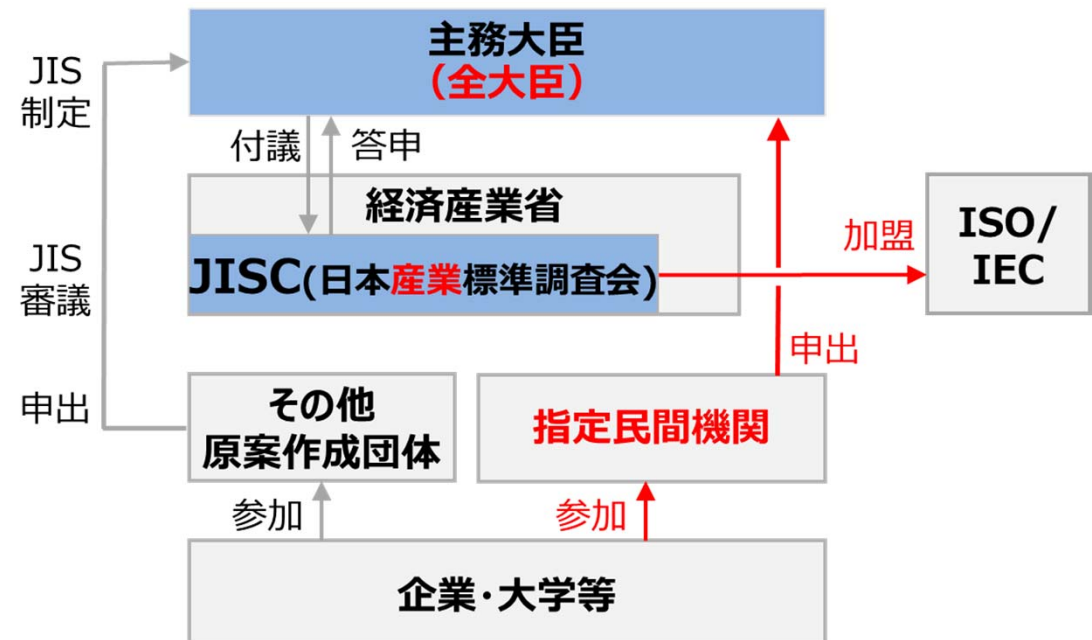 主務大臣
（全大臣）
JIS
制定
付議
答申
経済産業省
JISC(日本産業標準調査会)
加盟
ISO/
IEC
JIS
審議
申出
申出
その他
原案作成団体
指定民間機関
参加
参加
企業・大学等